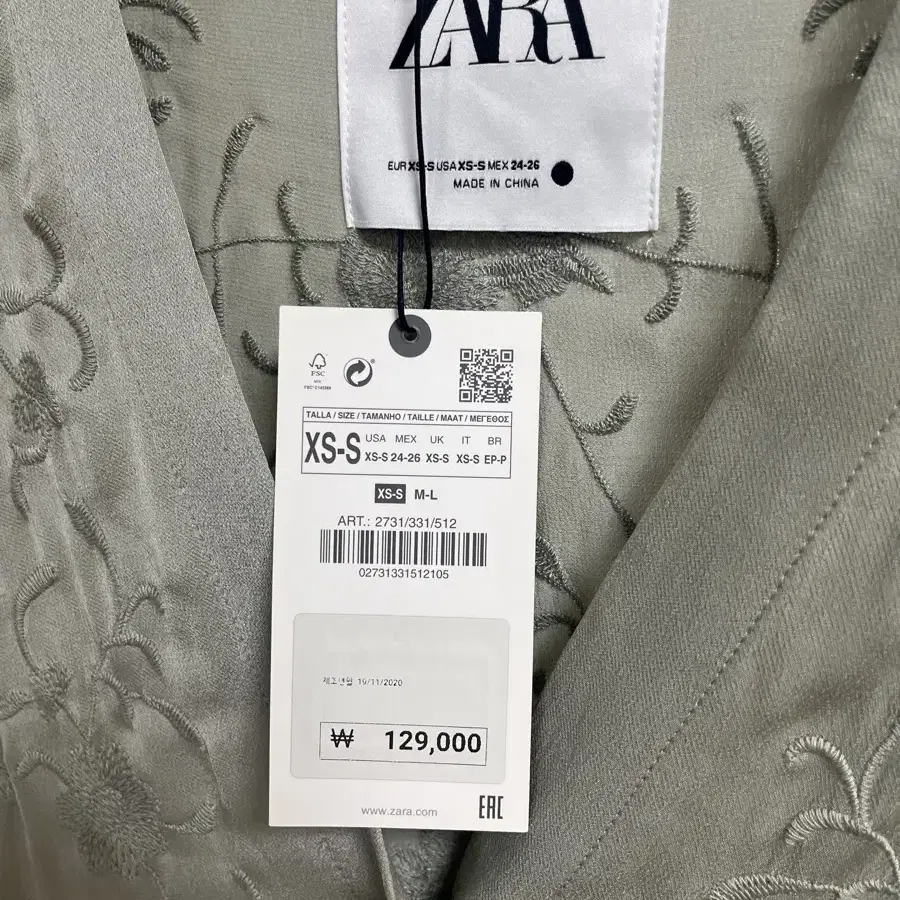 ZARA
EUR XS-S USA XS-S MEX 24-26
MADE IN CHINA
FSC
TALLA / SIZE / TAMANHO / TAILLE / MAAT / ΜΕΓΕΘΟΣ
XS-S
USA MEX UK IT BR
XS-S 24-26 XS-S XS-S EP-P
XS-S M-L
ART.: 2731/331/512
02731331512105
제조년월 19/11/2020
₩ 129,000
www.zara.com
EAC